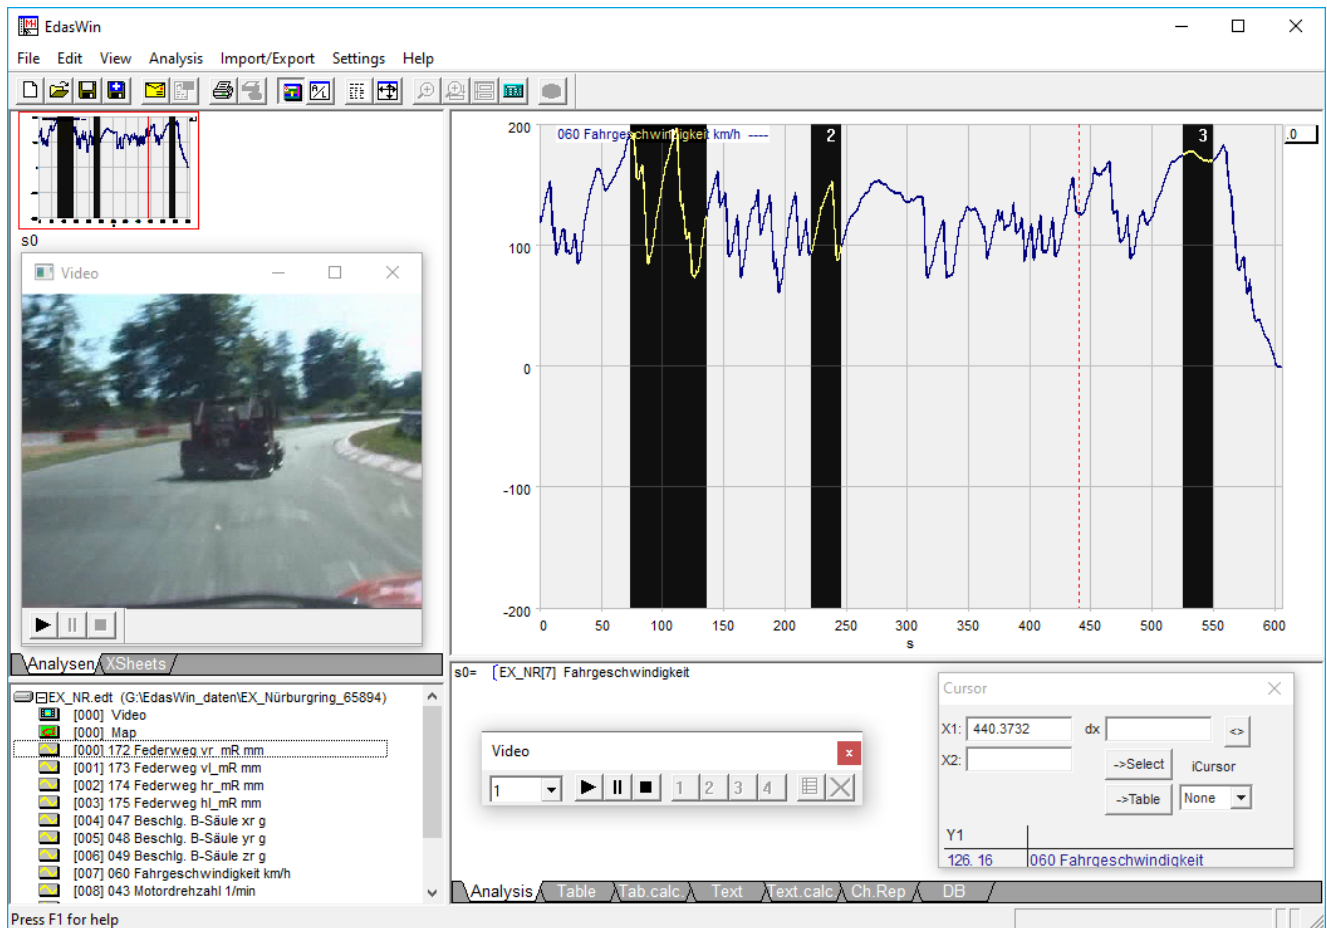 EdasWin
File Edit View Analysis Import/Export Settings Help
s0
Video
Analysen XSheets
EX_NR.edt (G:\EdasWin_daten\EX_Nürburgring_65894)
[000] Video
[000] Map
[000] 172 Federweg vr_mR mm
[001] 173 Federweg vl_mR mm
[002] 174 Federweg hr_mR mm
[003] 175 Federweg hl_mR mm
[004] 047 Beschlg. B-Säule xr g
[005] 048 Beschlg. B-Säule yr g
[006] 049 Beschlg. B-Säule zr g
[007] 060 Fahrgeschwindigkeit km/h
[008] 043 Motordrehzahl 1/min
060 Fahrgeschwindigkeit km/h ----
2
3
.0
200
100
0
-100
-200
0 50 100 150 200 250 300 350 400 450 500 550 600
s
s0= [EX_NR[7] Fahrgeschwindigkeit
Video
x
1
1 2 3 4
Cursor
X1: 440.3732 dx <>
X2: ->Select iCursor
->Table None
Y1
126. 16 060 Fahrgeschwindigkeit
Analysis Table Tab.calc. Text Text.calc Ch.Rep DB
Press F1 for help